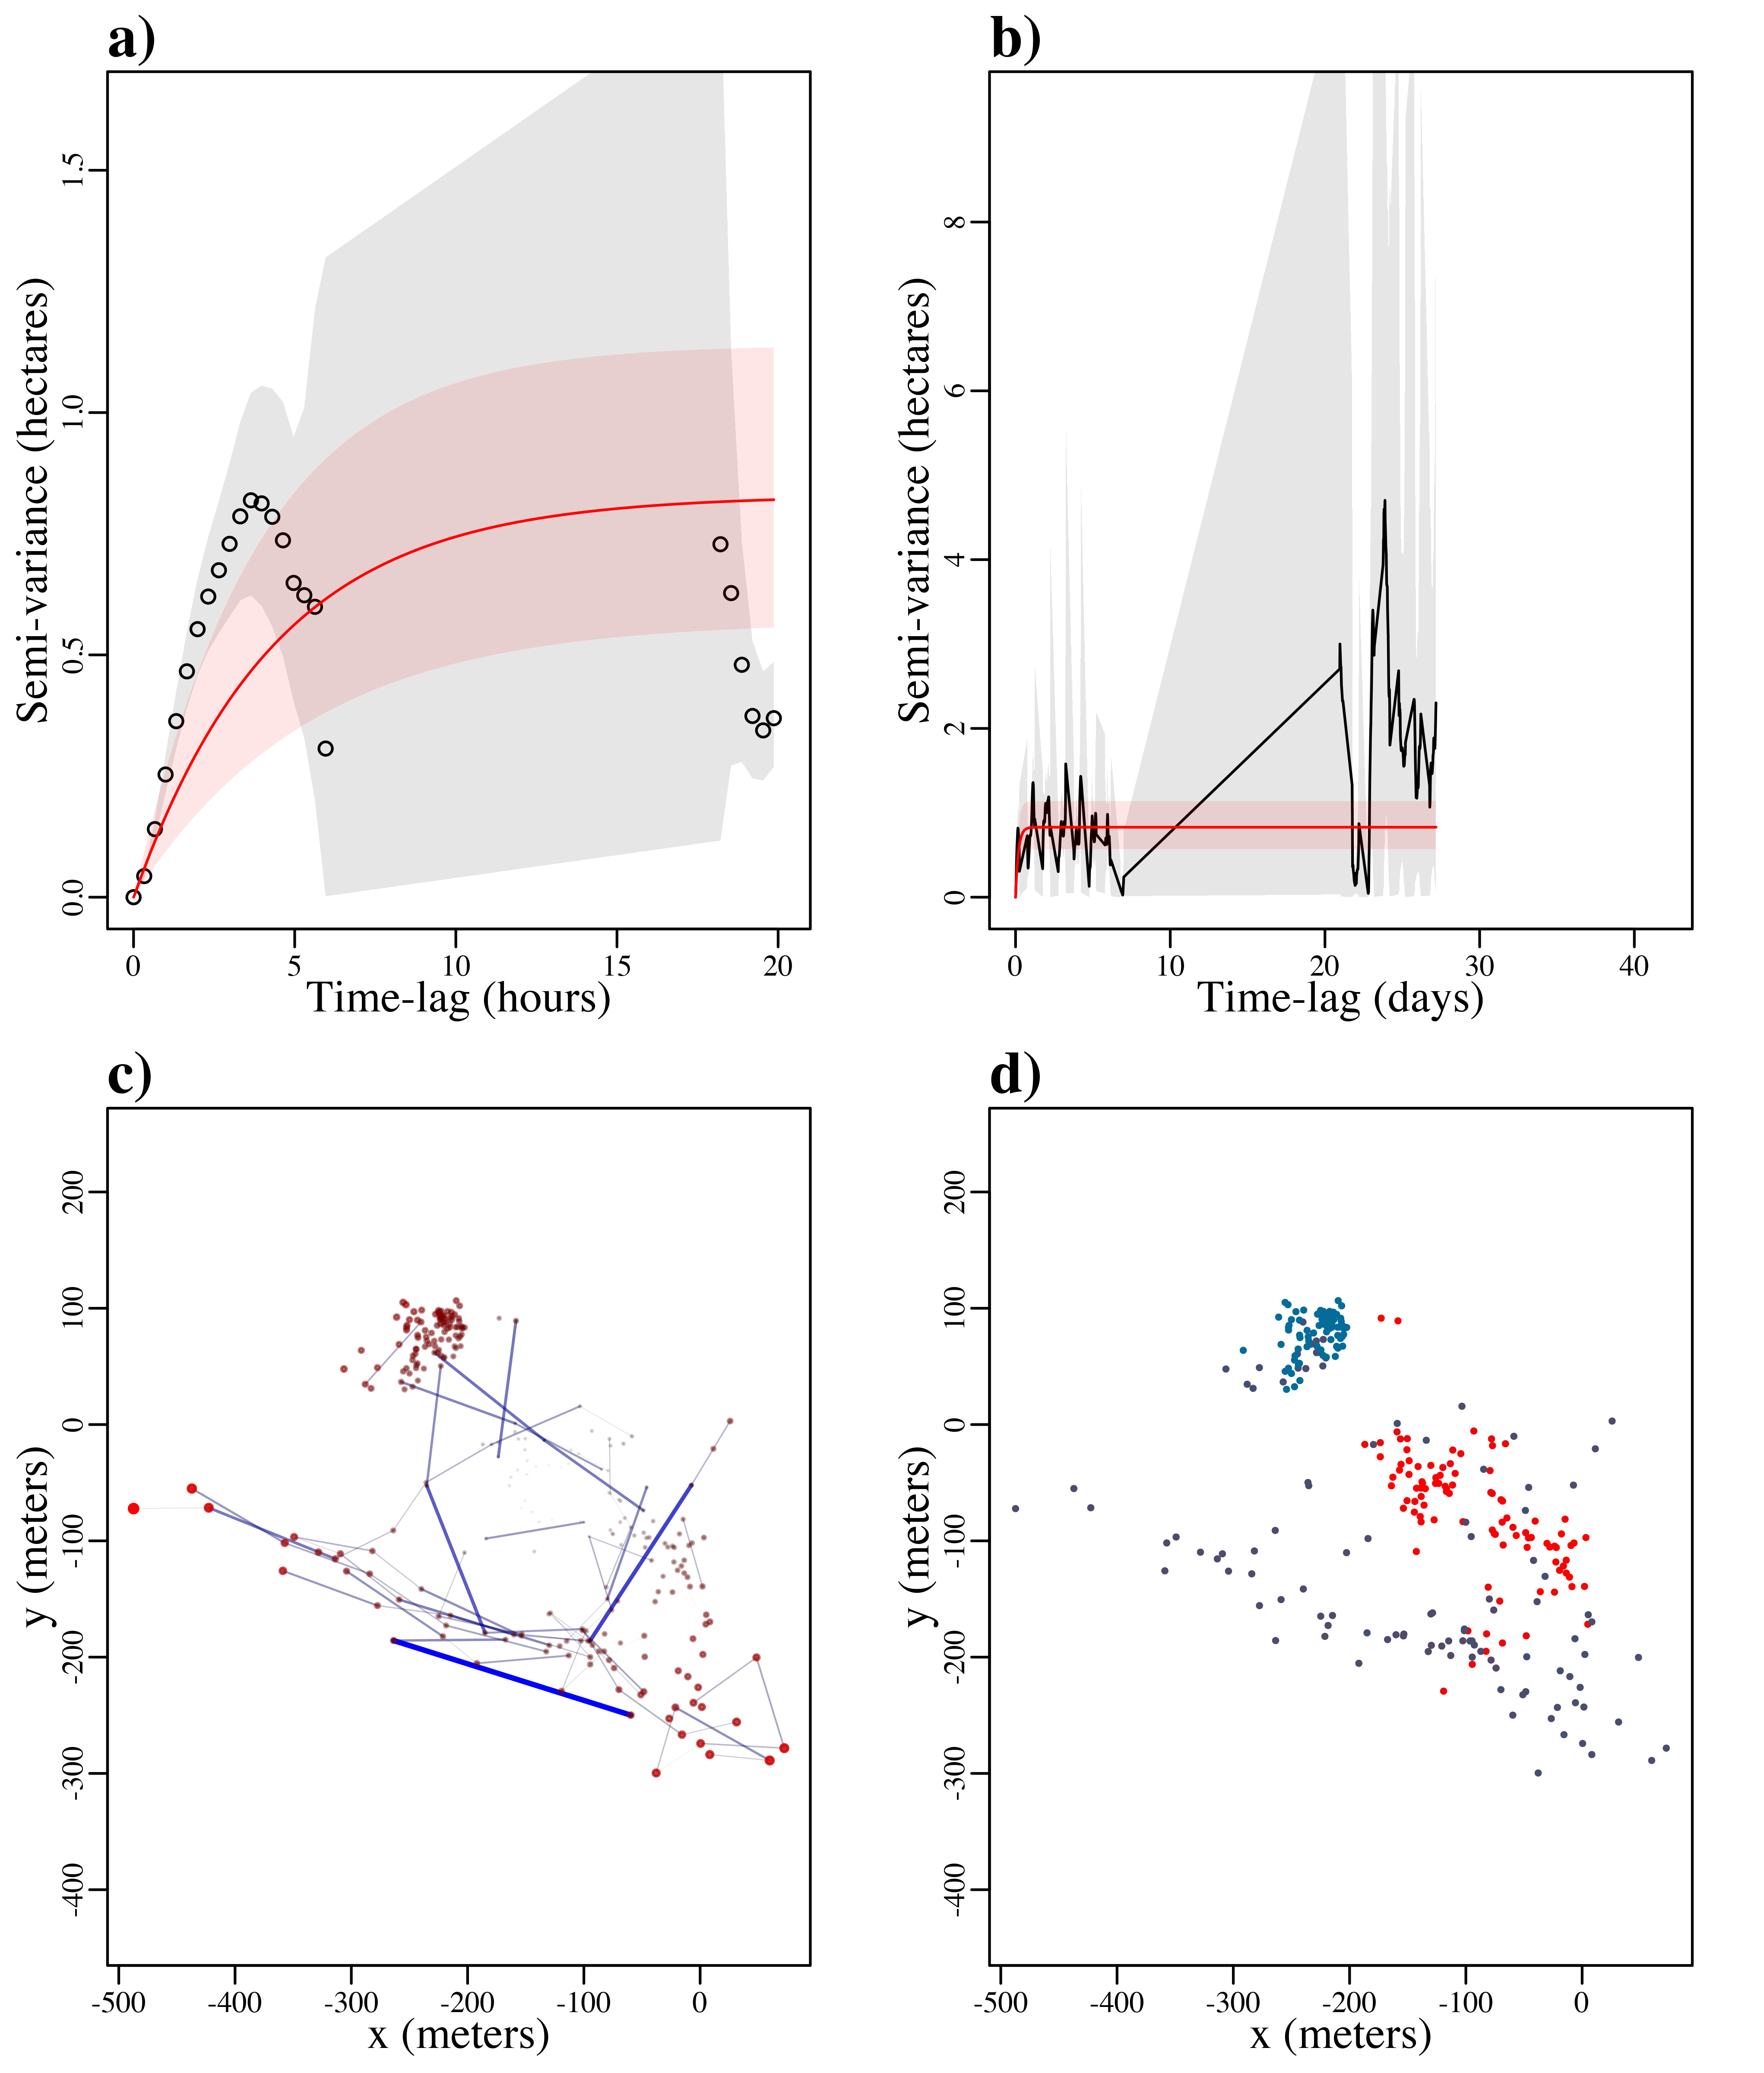 a)
Semi-variance (hectares)
0.0 0.5 1.0 1.5
0 5 10 15 20
Time-lag (hours)
b)
Semi-variance (hectares)
0 2 4 6 8
0 10 20 30 40
Time-lag (days)
c)
y (meters)
-400 -300 -200 -100 0 100 200
-500 -400 -300 -200 -100 0
x (meters)
d)
y (meters)
-400 -300 -200 -100 0 100 200
-500 -400 -300 -200 -100 0
x (meters)